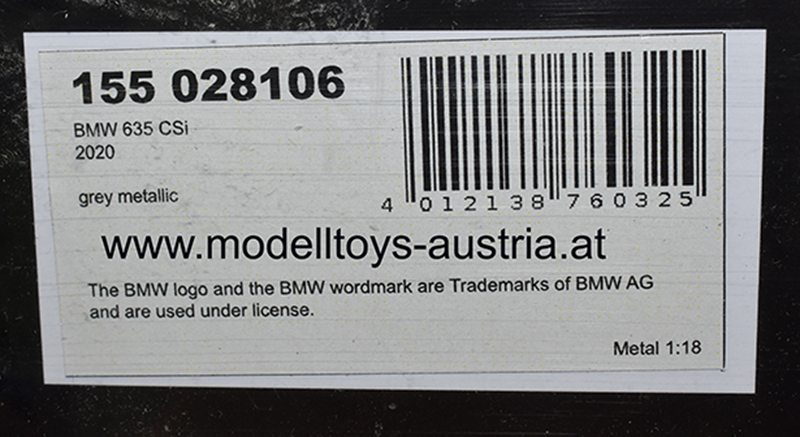 155 028106
BMW 635 CSi
2020
grey metallic
4 012138 760325
www.modelltoys-austria.at
The BMW logo and the BMW wordmark are Trademarks of BMW AG
and are used under license.
Metal 1:18